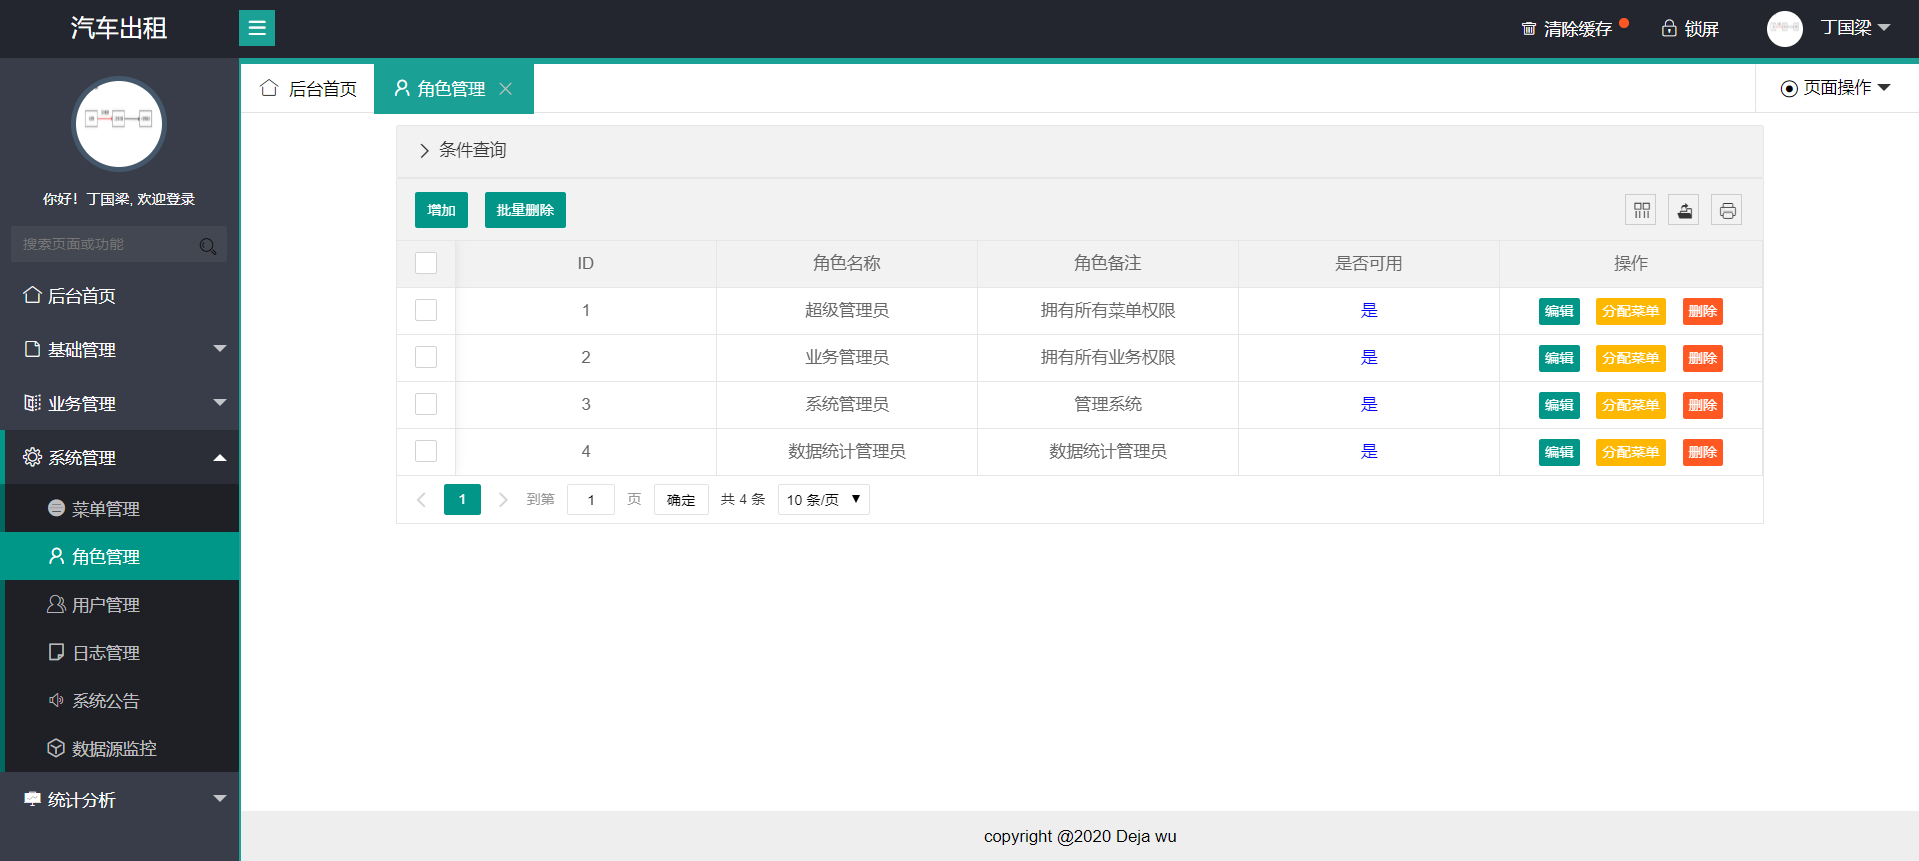 汽车出租
清除缓存
锁屏
丁国梁
你好！丁国梁, 欢迎登录
搜索页面或功能
后台首页
基础管理
业务管理
系统管理
菜单管理
角色管理
用户管理
日志管理
系统公告
数据源监控
统计分析
后台首页
角色管理
页面操作
条件查询
增加 批量删除
ID 角色名称 角色备注 是否可用 操作
1 超级管理员 拥有所有菜单权限 是 编辑 分配菜单 删除
2 业务管理员 拥有所有业务权限 是 编辑 分配菜单 删除
3 系统管理员 管理系统 是 编辑 分配菜单 删除
4 数据统计管理员 数据统计管理员 是 编辑 分配菜单 删除
1 到第 1 页 确定 共 4 条 10 条/页
copyright @2020 Deja wu